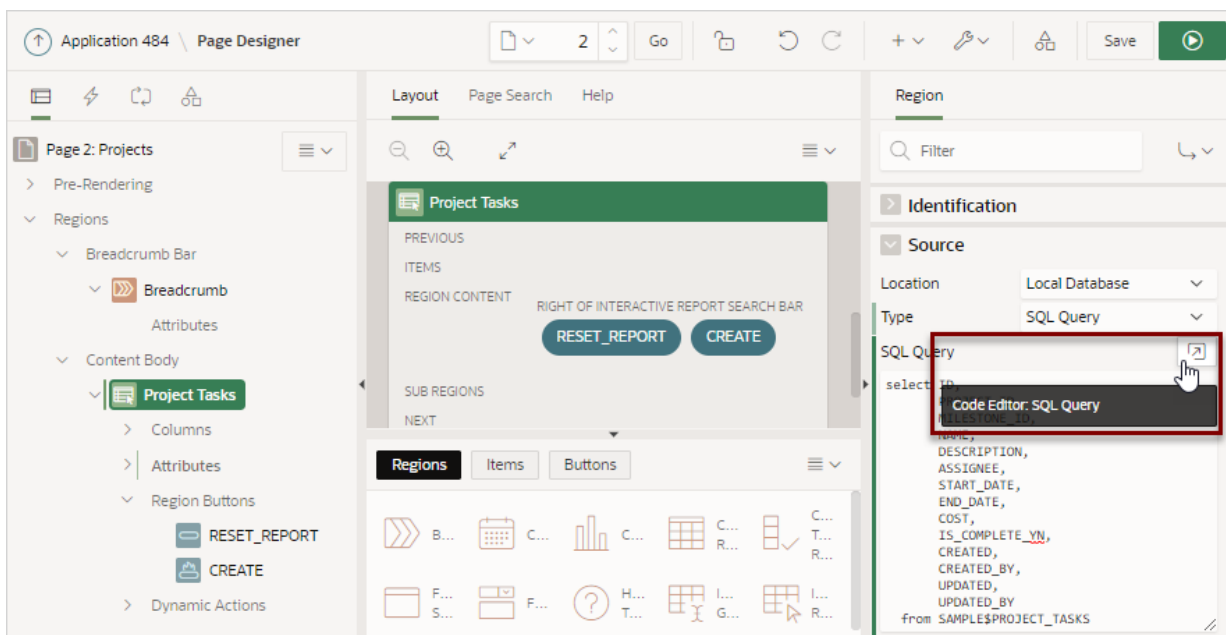 Application 484 \ Page Designer
2
Go
Save
Page 2: Projects
Pre-Rendering
Regions
Breadcrumb Bar
Breadcrumb
Attributes
Content Body
Project Tasks
Columns
Attributes
Region Buttons
RESET_REPORT
CREATE
Dynamic Actions
Layout Page Search Help
Project Tasks
PREVIOUS
ITEMS
REGION CONTENT
RIGHT OF INTERACTIVE REPORT SEARCH BAR
RESET_REPORT CREATE
SUB REGIONS
NEXT
Regions Items Buttons
B...
C...
C...
C...
R...
C...
T...
R...
F...
S...
F...
H...
T...
I...
G...
I...
R...
Region
Filter
Identification
Source
Location Local Database
Type SQL Query
SQL Query
select ID,
Code Editor: SQL Query
MILESTONE_ID,
NAME,
DESCRIPTION,
ASSIGNEE,
START_DATE,
END_DATE,
COST,
IS_COMPLETE_YN,
CREATED,
CREATED_BY,
UPDATED,
UPDATED_BY
from SAMPLE$PROJECT_TASKS